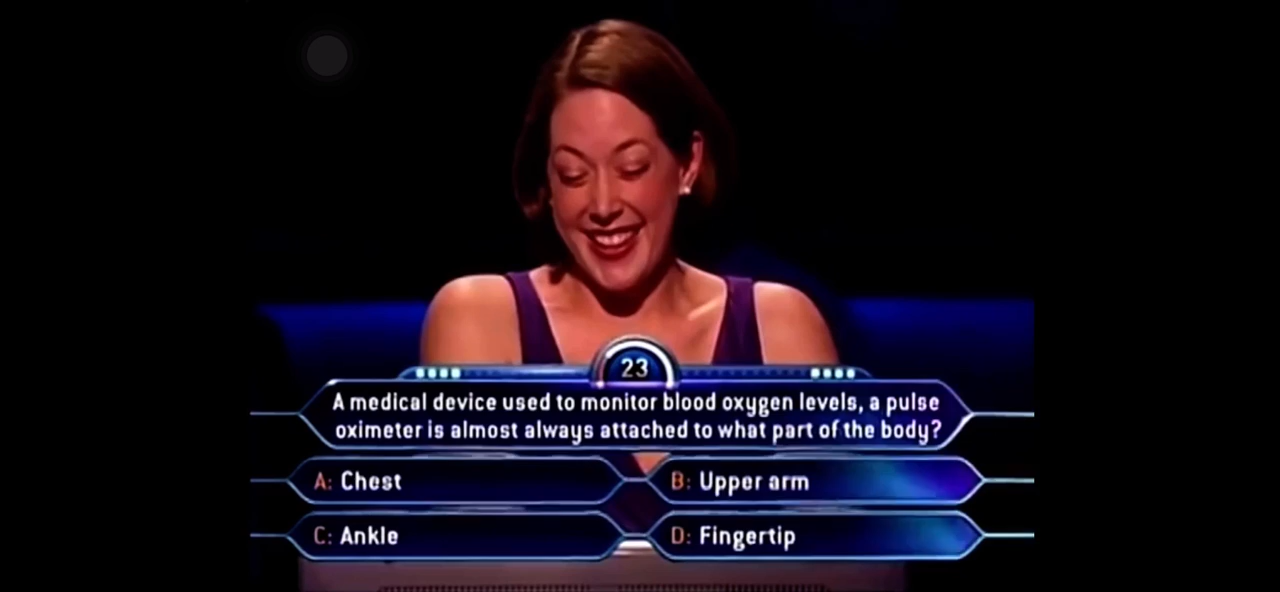 23
A medical device used to monitor blood oxygen levels, a pulse
oximeter is almost always attached to what part of the body?
A: Chest
B: Upper arm
C: Ankle
D: Fingertip